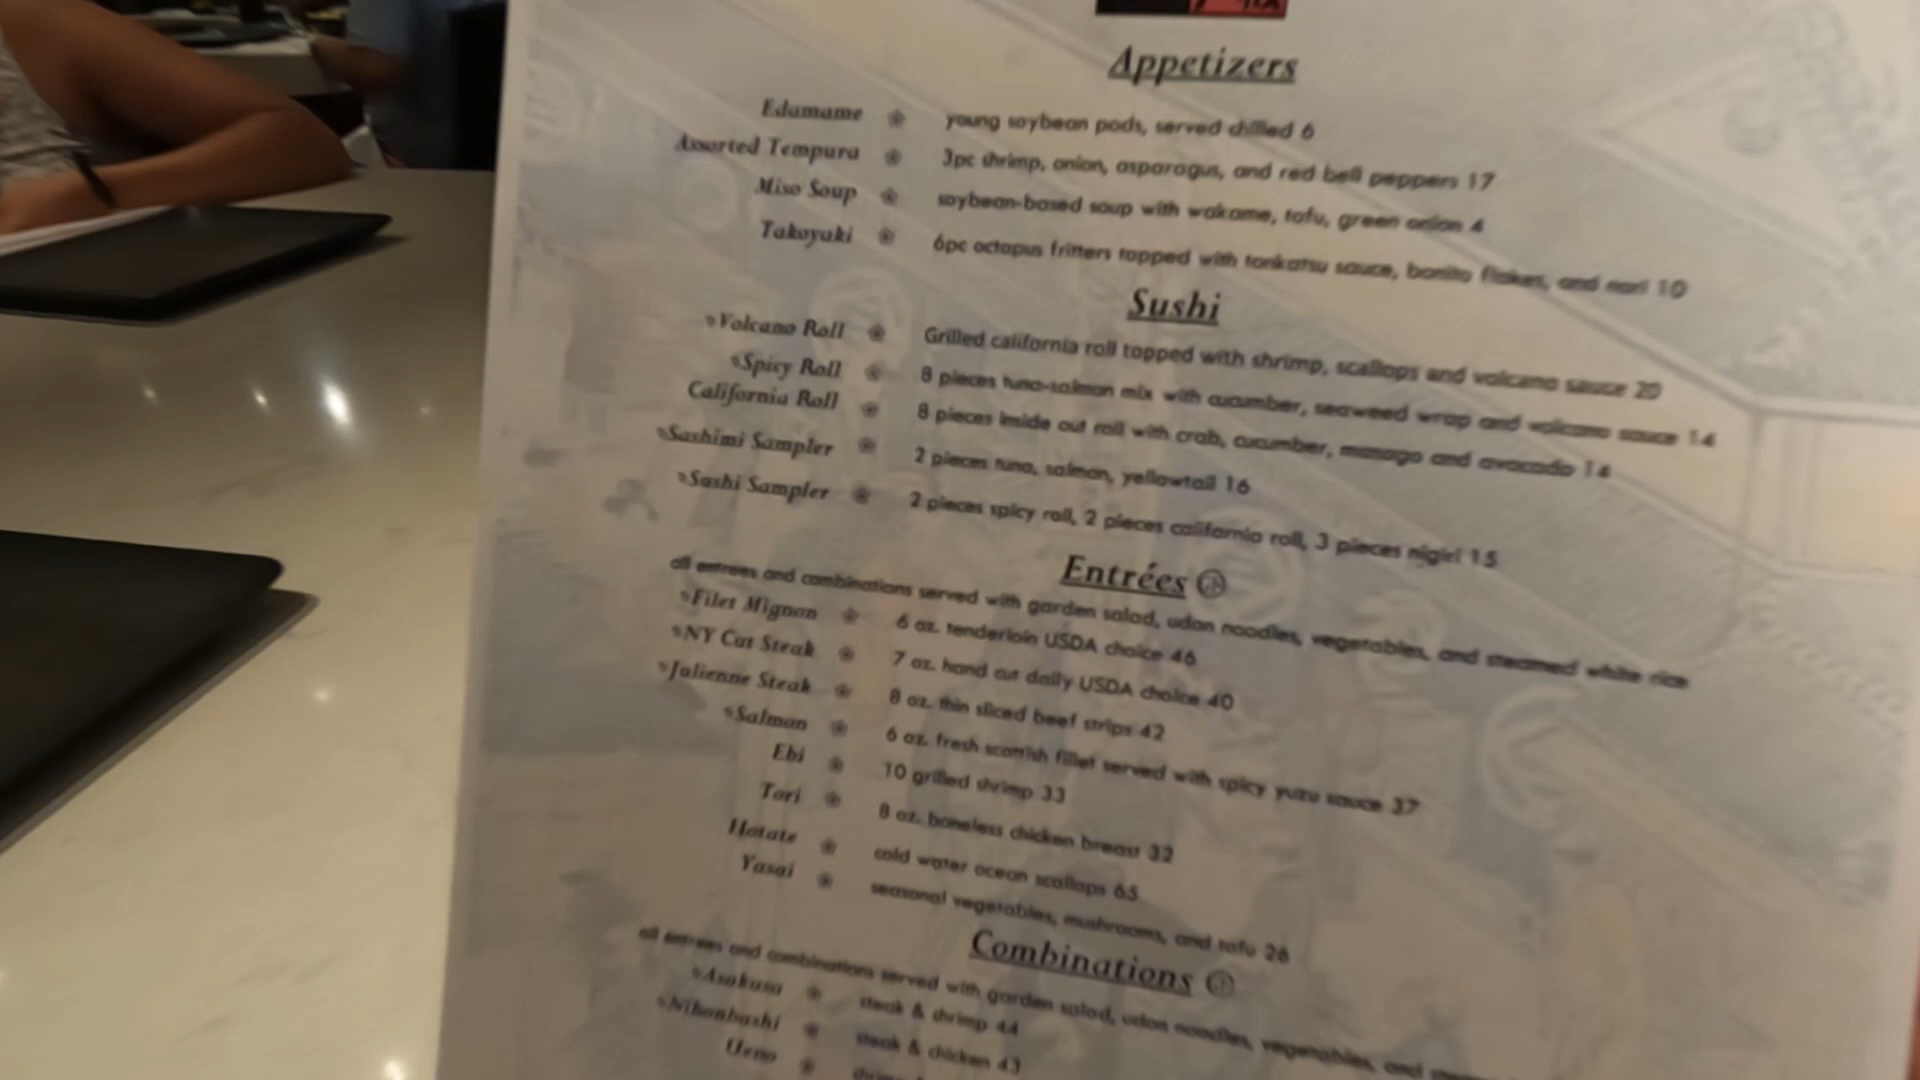 Appetizers
Edamame ❀ young soybean pods, served chilled 6
Assorted Tempura ❀ 3pc shrimp, onion, asparagus, and red bell peppers 17
Miso Soup ❀ soybean-based soup with wakame, tofu, green onion 4
Takoyaki ❀ 6pc octopus fritters topped with tonkatsu sauce, bonito flakes, and nori 10
Sushi
Volcano Roll ❀ Grilled california roll topped with shrimp, scallops and volcano sauce 20
Spicy Roll ❀ 8 pieces tuna-salmon mix with cucumber, seaweed wrap and volcano sauce 14
California Roll ❀ 8 pieces inside out roll with crab, cucumber, masago and avocado 14
Sashimi Sampler ❀ 2 pieces tuna, salmon, yellowtail 16
Sushi Sampler ❀ 2 pieces spicy roll, 2 pieces california roll, 3 pieces nigiri 15
Entrées
all entrees and combinations served with garden salad, udon noodles, vegetables, and steamed white rice
Filet Mignon ❀ 6 oz. tenderloin USDA choice 46
NY Cut Steak ❀ 7 oz. hand cut daily USDA choice 40
Julienne Steak ❀ 8 oz. thin sliced beef strips 42
Salmon ❀ 6 oz. fresh scottish fillet served with spicy yuzu sauce 37
Ebi ❀ 10 grilled shrimp 33
Tori ❀ 8 oz. boneless chicken breast 32
Hotate ❀ cold water ocean scallops 65
Yasai ❀ seasonal vegetables, mushrooms, and tofu 26
Combinations
all entrees and combinations served with garden salad, udon noodles, vegetables, and
Asakusa ❀ steak & shrimp 44
Nihonbashi ❀ steak & chicken 43
Ueno ❀